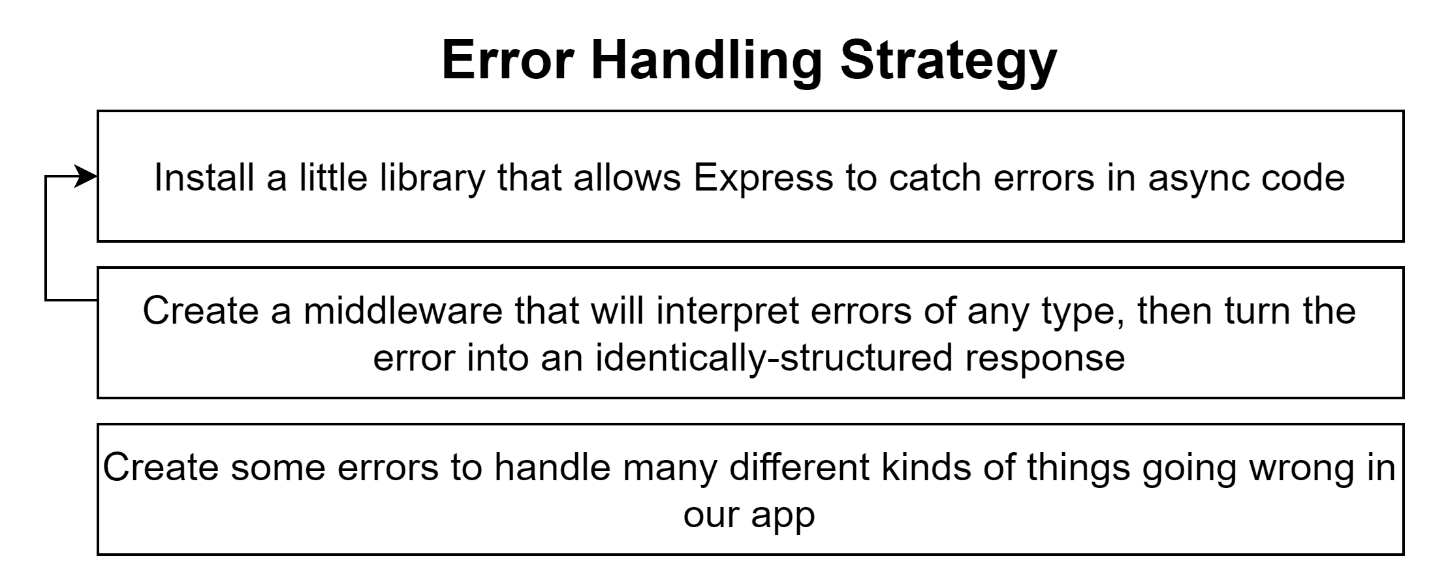 Error Handling Strategy
Install a little library that allows Express to catch errors in async code
Create a middleware that will interpret errors of any type, then turn the
error into an identically-structured response
Create some errors to handle many different kinds of things going wrong in
our app